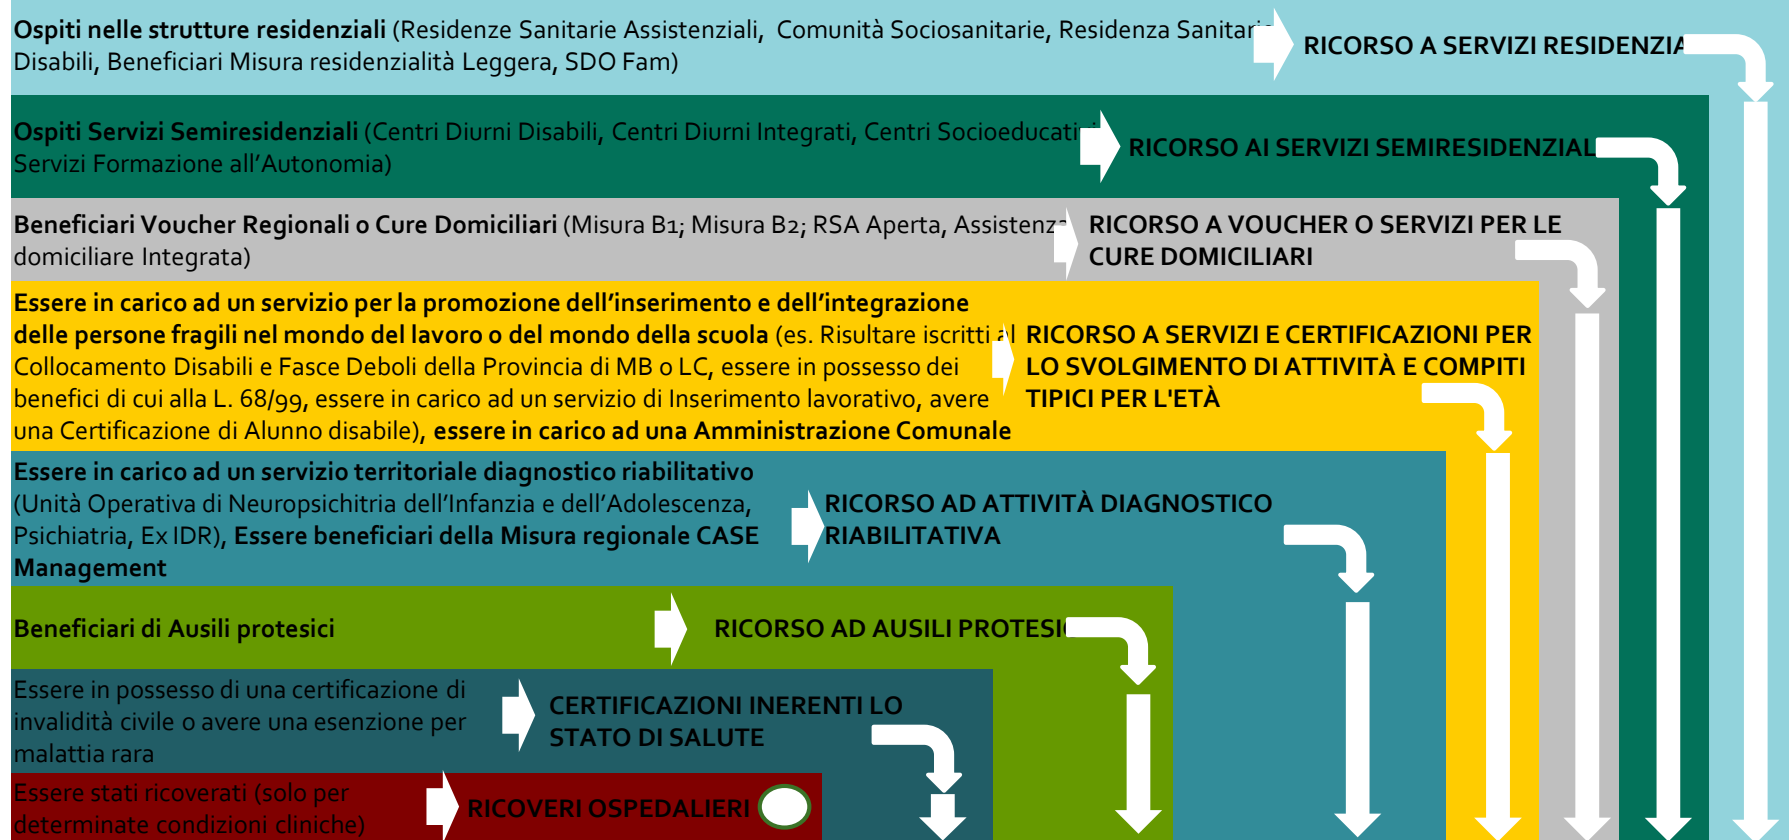 Ospiti nelle strutture residenziali (Residenze Sanitarie Assistenziali, Comunità Sociosanitarie, Residenza Sanitarie
Disabili, Beneficiari Misura residenzialità Leggera, SDO Fam)
RICORSO A SERVIZI RESIDENZIA
Ospiti Servizi Semiresidenziali (Centri Diurni Disabili, Centri Diurni Integrati, Centri Socioeducativi
Servizi Formazione all'Autonomia)
RICORSO AI SERVIZI SEMIRESIDENZIAL
Beneficiari Voucher Regionali o Cure Domiciliari (Misura B1; Misura B2; RSA Aperta, Assistenza
domiciliare Integrata)
RICORSO A VOUCHER O SERVIZI PER LE
CURE DOMICILIARI
Essere in carico ad un servizio per la promozione dell'inserimento e dell'integrazione
delle persone fragili nel mondo del lavoro o del mondo della scuola (es. Risultare iscritti al
Collocamento Disabili e Fasce Deboli della Provincia di MB o LC, essere in possesso dei
benefici di cui alla L. 68/99, essere in carico ad un servizio di Inserimento lavorativo, avere
una Certificazione di Alunno disabile), essere in carico ad una Amministrazione Comunale
RICORSO A SERVIZI E CERTIFICAZIONI PER
LO SVOLGIMENTO DI ATTIVITÀ E COMPITI
TIPICI PER L'ETÀ
Essere in carico ad un servizio territoriale diagnostico riabilitativo
(Unità Operativa di Neuropsichitria dell'Infanzia e dell'Adolescenza,
Psichiatria, Ex IDR), Essere beneficiari della Misura regionale CASE
Management
RICORSO AD ATTIVITÀ DIAGNOSTICO
RIABILITATIVA
Beneficiari di Ausili protesici
RICORSO AD AUSILI PROTESIC
Essere in possesso di una certificazione di
invalidità civile o avere una esenzione per
malattia rara
CERTIFICAZIONI INERENTI LO
STATO DI SALUTE
Essere stati ricoverati (solo per
determinate condizioni cliniche)
RICOVERI OSPEDALIERI